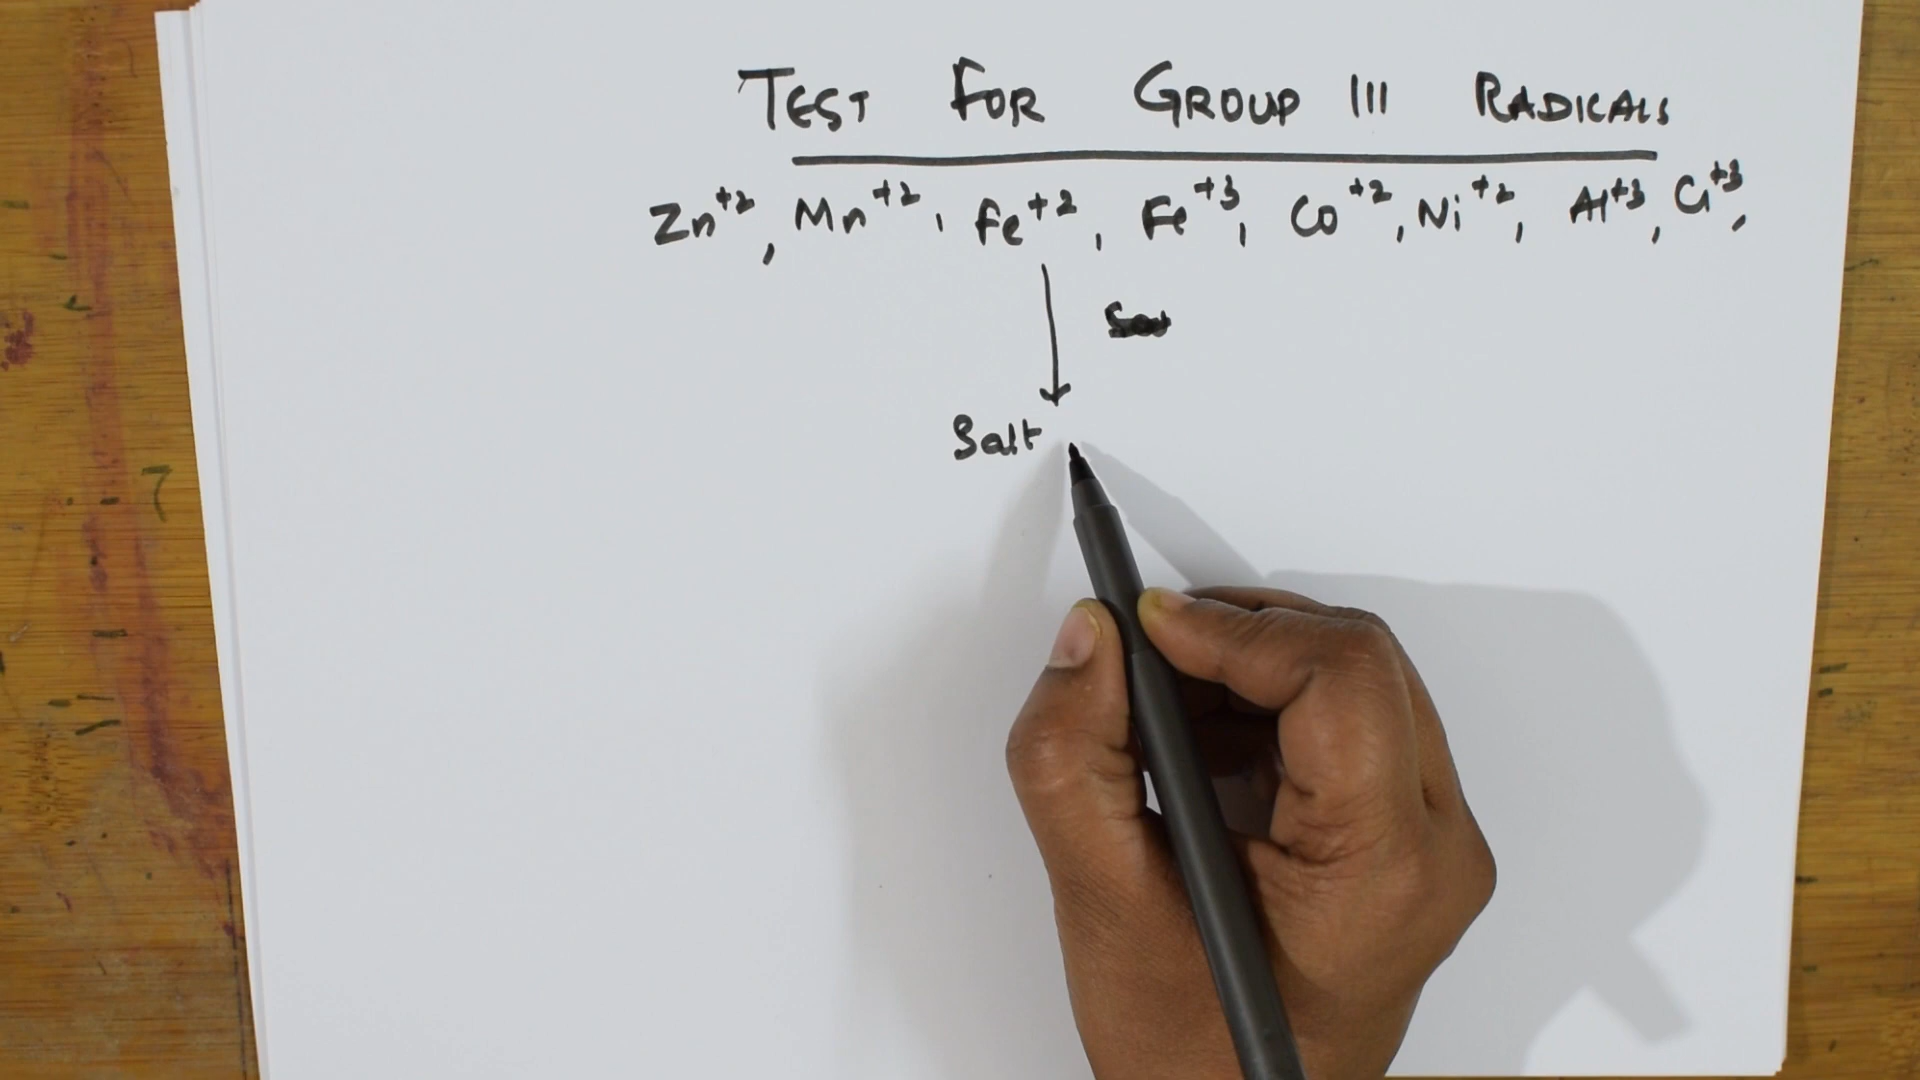 TEST FOR GROUP III RADICALS
Zn+2, Mn+2, Fe+2, Fe+3, Co+2, Ni+2, Al+3, Cr+3,
Salt